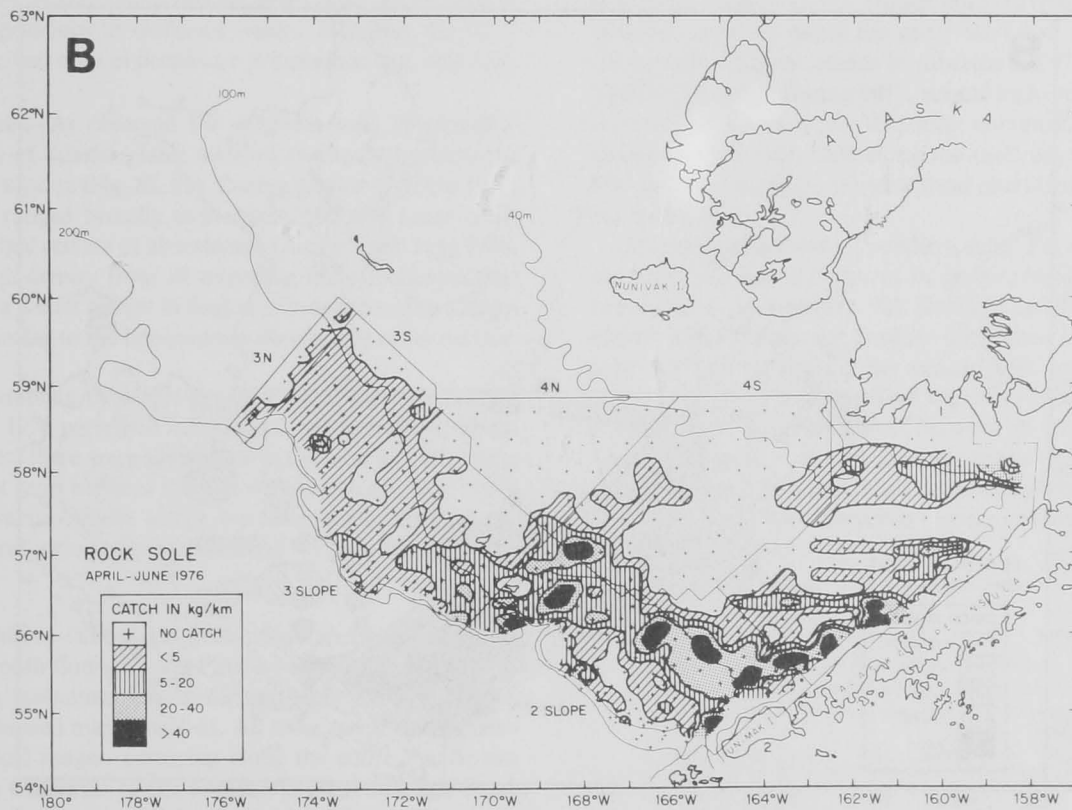 63°N
B
62°N
61°N
60°N
59°N
58°N
57°N
56°N
55°N
54°N
100m
200m
40m
ALASKA
NUNIVAK I.
3N
3S
4N
4S
1
3 SLOPE
2 SLOPE
2
ROCK SOLE
APRIL-JUNE 1976
CATCH IN kg/km
+ NO CATCH
<5
5-20
20-40
>40
180° 178°W 176°W 174°W 172°W 170°W 168°W 166°W 164°W 162°W 160°W 158°W